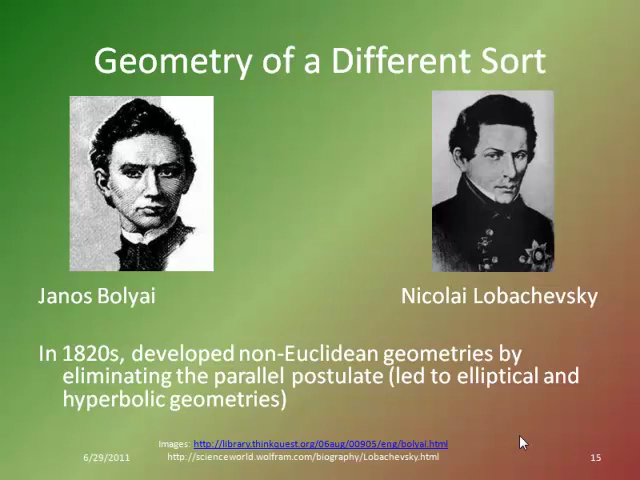 Geometry of a Different Sort
Janos Bolyai
Nicolai Lobachevsky
In 1820s, developed non-Euclidean geometries by
eliminating the parallel postulate (led to elliptical and
hyperbolic geometries)
Images: http://library.thinkquest.org/06aug/00905/eng/bolyai.html
http://scienceworld.wolfram.com/biography/Lobachevsky.html
6/29/2011
15